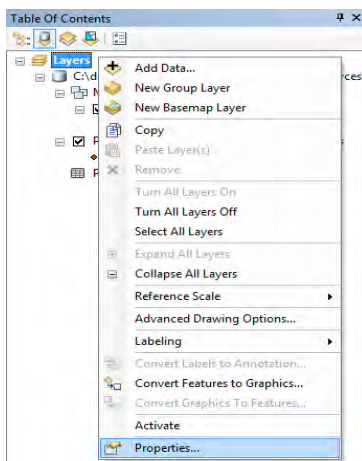 Table Of Contents
Layers
C:\d
rces
Add Data...
New Group Layer
New Basemap Layer
Copy
Paste Layer(s)
Remove
Turn All Layers On
Turn All Layers Off
Select All Layers
Expand All Layers
Collapse All Layers
Reference Scale
Advanced Drawing Options...
Labeling
Convert Labels to Annotation...
Convert Features to Graphics...
Convert Graphics To Features...
Activate
Properties...